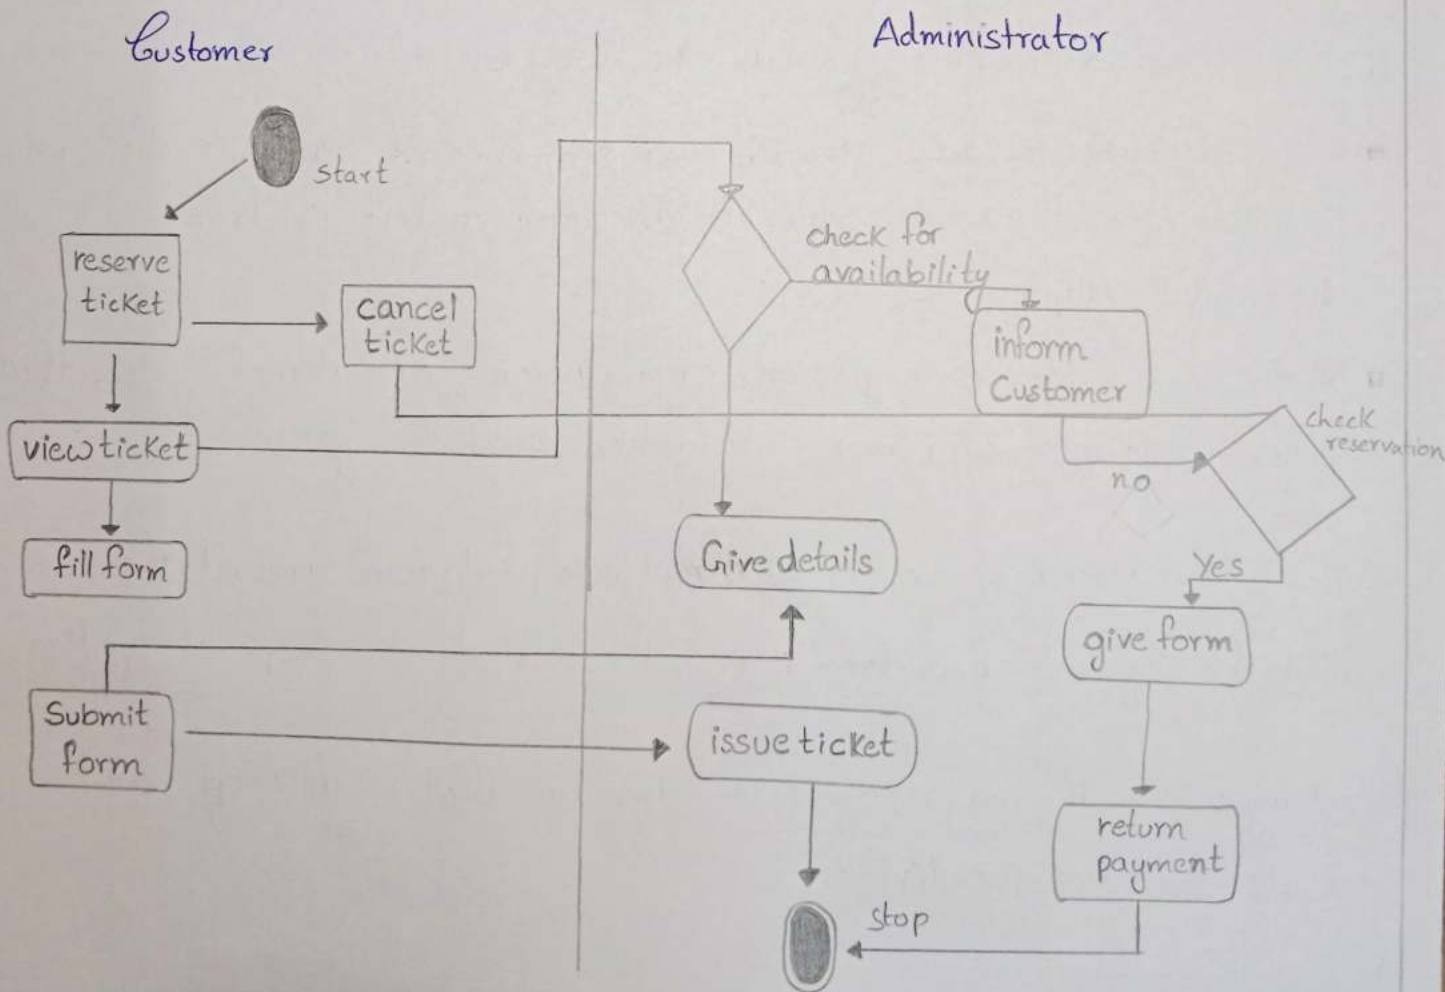 Customer
Administrator
Start
reserve
ticket
cancel
ticket
view ticket
fill form
Submit
form
check for
availability
inform
Customer
check
reservation
no
Give details
Yes
give form
issue ticket
return
payment
stop